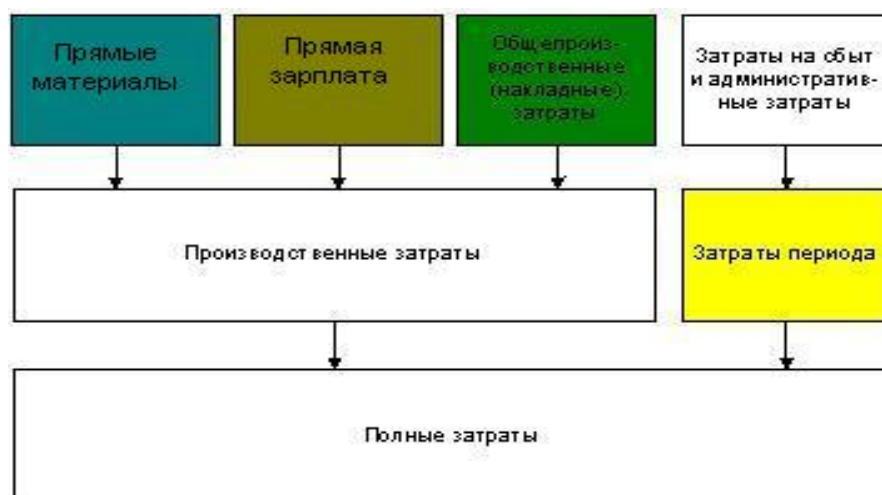 Прямые
материалы
Прямая
зарплата
Общепроиз-
водственные
(накладные)
затраты
Затраты на сбыт
и административ-
ные затраты
Производственные затраты
Затраты периода
Полные затраты